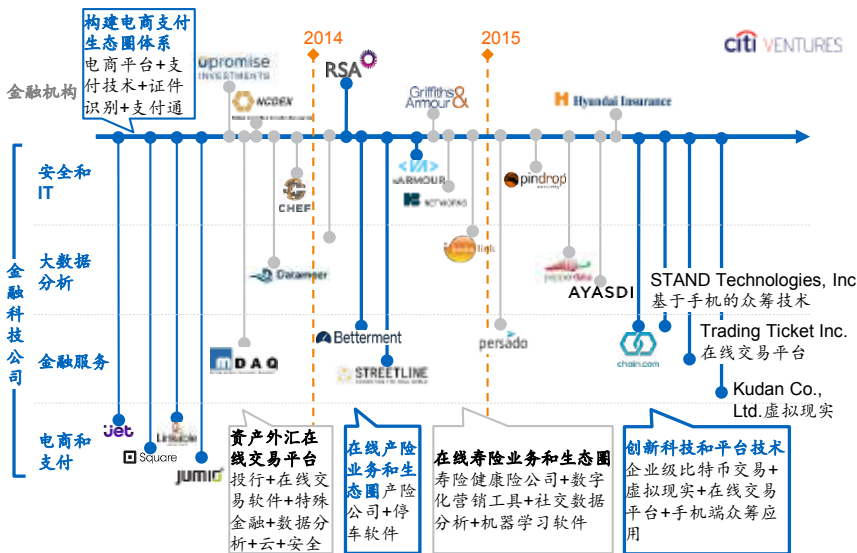 构建电商支付
生态圈体系
电商平台+支
付技术+证件
识别+支付通
2014
2015
citi VENTURES
金融机构
upromise
INVESTMENTS
NCDEX
RSA
Griffiths
& Armour
Hyundai Insurance
金融科技公司
安全和
IT
CHEF
vARMOUR
NETWORKS
pindrop
security
大数据
分析
Datameer
link
AYASDI
STAND Technologies, Inc
基于手机的众筹技术
金融服务
mDAQ
Betterment
STREETLINE
persado
chain.com
Trading Ticket Inc.
在线交易平台
Kudan Co.,
Ltd.虚拟现实
电商和
支付
Jet
Square
Linkable
jumio
资产外汇在
线交易平台
投行+在线交
易软件+特殊
金融+数据分
析+云+安全
在线产险
业务和生
态圈产险
公司+停
车软件
在线寿险业务和生态圈
寿险健康险公司+数字
化营销工具+社交数据
分析+机器学习软件
创新科技和平台技术
企业级比特币交易+
虚拟现实+在线交易
平台+手机端众筹应
用